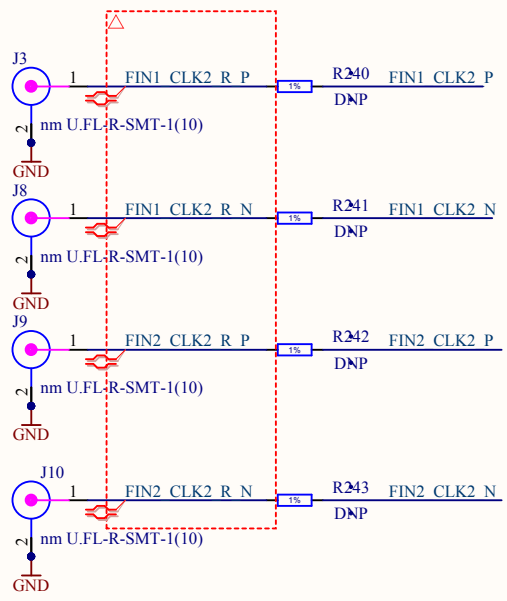 J3
1 FIN1_CLK2_R_P 1% R240 FIN1_CLK2_P
DNP
2 nm U.FL-R-SMT-1(10)
GND
J8
1 FIN1_CLK2_R_N 1% R241 FIN1_CLK2_N
DNP
2 nm U.FL-R-SMT-1(10)
GND
J9
1 FIN2_CLK2_R_P 1% R242 FIN2_CLK2_P
DNP
2 nm U.FL-R-SMT-1(10)
GND
J10
1 FIN2_CLK2_R_N 1% R243 FIN2_CLK2_N
DNP
2 nm U.FL-R-SMT-1(10)
GND